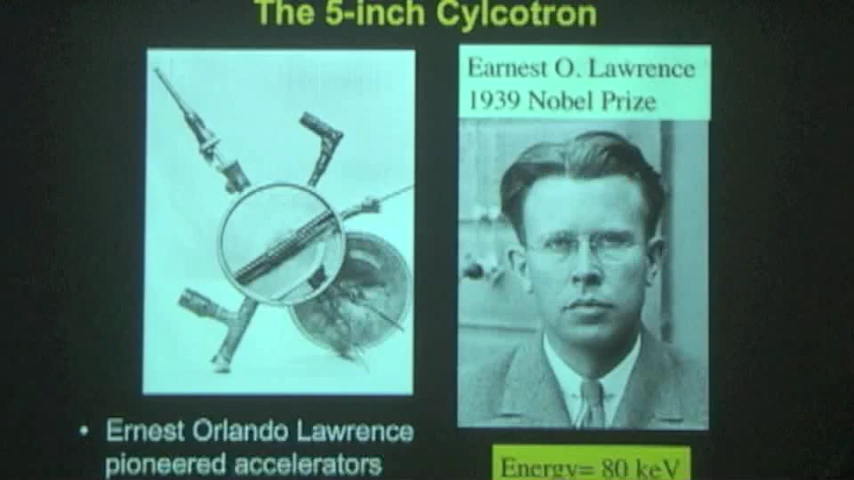 The 5-inch Cylcotron
Earnest O. Lawrence
1939 Nobel Prize
Ernest Orlando Lawrence
pioneered accelerators
Energy= 80 keV